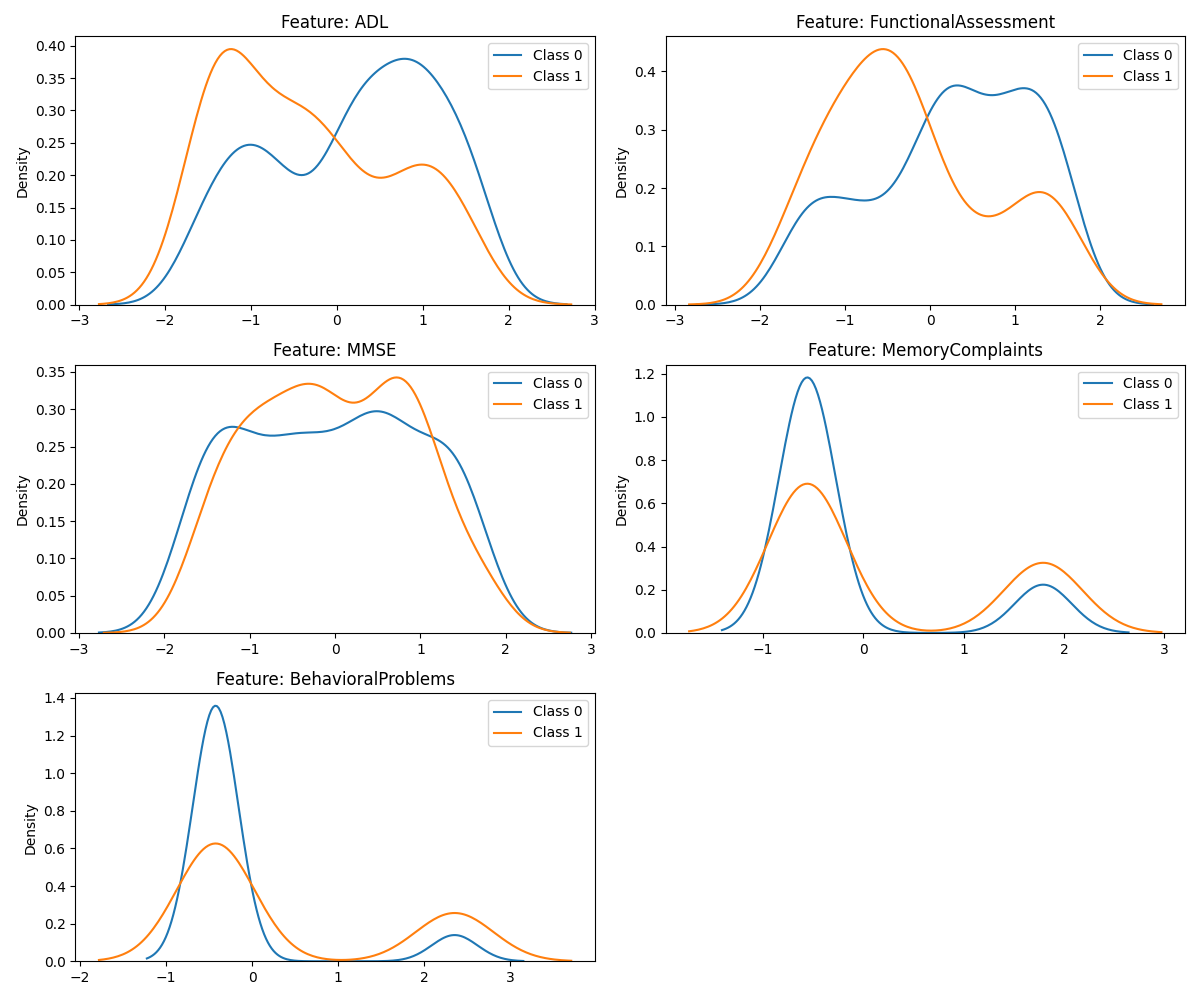 Feature: ADL
Density
0.40
0.35
0.30
0.25
0.20
0.15
0.10
0.05
0.00
−3 −2 −1 0 1 2 3
Class 0
Class 1
Feature: FunctionalAssessment
Density
0.4
0.3
0.2
0.1
0.0
−3 −2 −1 0 1 2
Class 0
Class 1
Feature: MMSE
Density
0.35
0.30
0.25
0.20
0.15
0.10
0.05
0.00
−3 −2 −1 0 1 2 3
Class 0
Class 1
Feature: MemoryComplaints
Density
1.2
1.0
0.8
0.6
0.4
0.2
0.0
−1 0 1 2 3
Class 0
Class 1
Feature: BehavioralProblems
Density
1.4
1.2
1.0
0.8
0.6
0.4
0.2
0.0
−2 −1 0 1 2 3
Class 0
Class 1